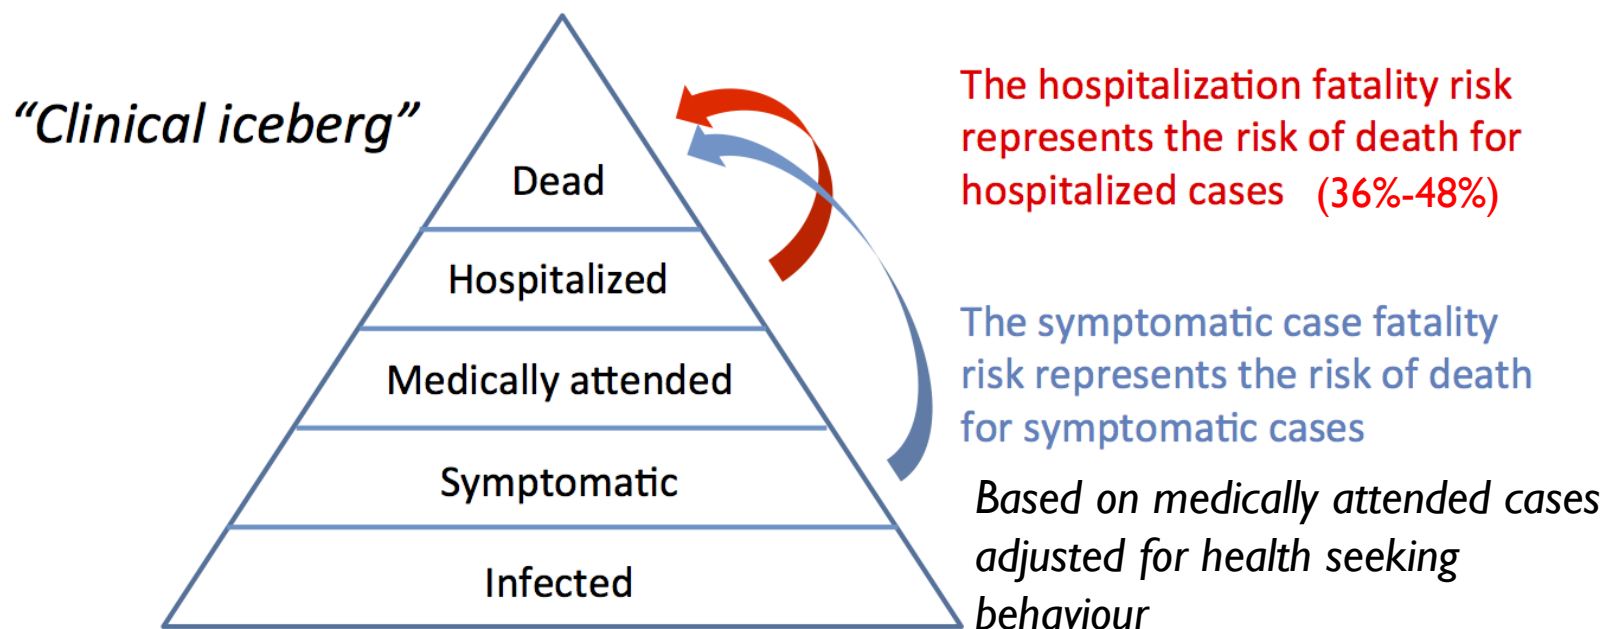 “Clinical iceberg”
Dead
Hospitalized
Medically attended
Symptomatic
Infected
The hospitalization fatality risk
represents the risk of death for
hospitalized cases (36%-48%)
The symptomatic case fatality
risk represents the risk of death
for symptomatic cases
Based on medically attended cases
adjusted for health seeking
behaviour